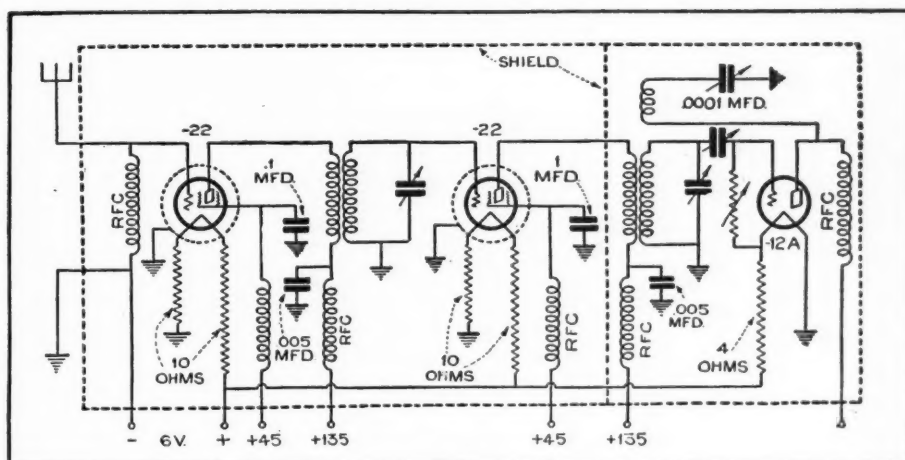 SHIELD
.0001 MFD.
-22
-22
.1
MFD.
.1
MFD.
RFC
-12A
RFC
.005
MFD.
.005
MFD.
10
OHMS
RFC
10
OHMS
RFC
RFC
4
OHMS
- 6V. + +45 +135 +45 +135